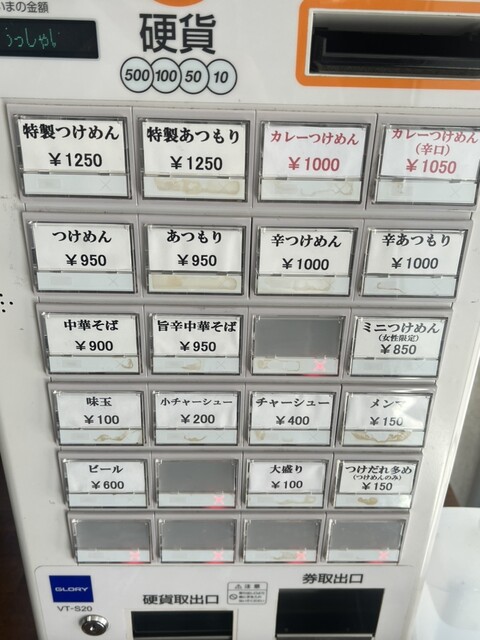 いまの金額
らっしゃい
硬貨
500 100 50 10
特製つけめん
￥1250
特製あつもり
￥1250
カレーつけめん
￥1000
カレーつけめん
(辛口)
￥1050
つけめん
￥950
あつもり
￥950
辛つけめん
￥1000
辛あつもり
￥1000
中華そば
￥900
旨辛中華そば
￥950
ミニつけめん
(女性限定)
￥850
味玉
￥100
小チャーシュー
￥200
チャーシュー
￥400
メンマ
￥150
ビール
￥600
大盛り
￥100
つけだれ多め
(つけめんのみ)
￥150
GLORY
VT-S20
硬貨取出口
注意
券取出口